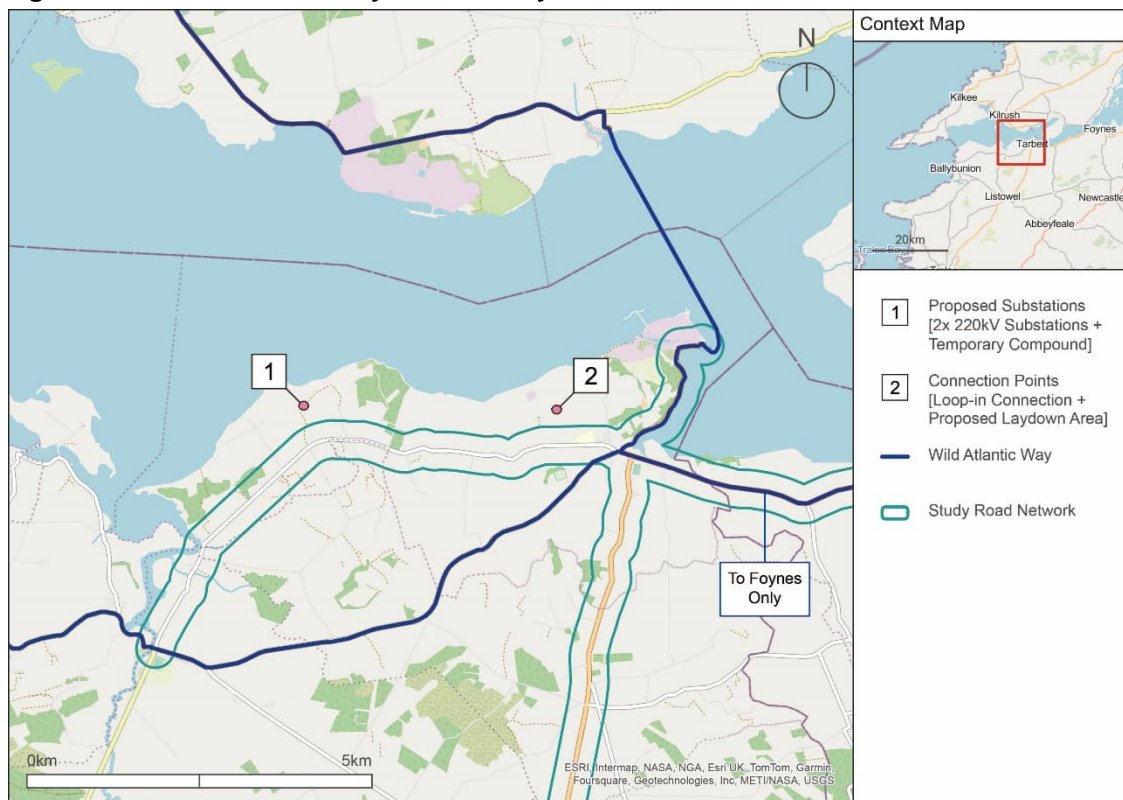 N
1
2
To Foynes
Only
0km
5km
ESRI, Intermap, NASA, NGA, Esri UK, TomTom, Garmin,
Foursquare, Geotechnologies, Inc, METI/NASA, USGS
Context Map
Kilkee
Kilrush
Foynes
Tarbert
Ballybunion
Listowel
Newcastle
Abbeyfeale
20km
1
Proposed Substations
[2x 220kV Substations +
Temporary Compound]
2
Connection Points
[Loop-in Connection +
Proposed Laydown Area]
Wild Atlantic Way
Study Road Network